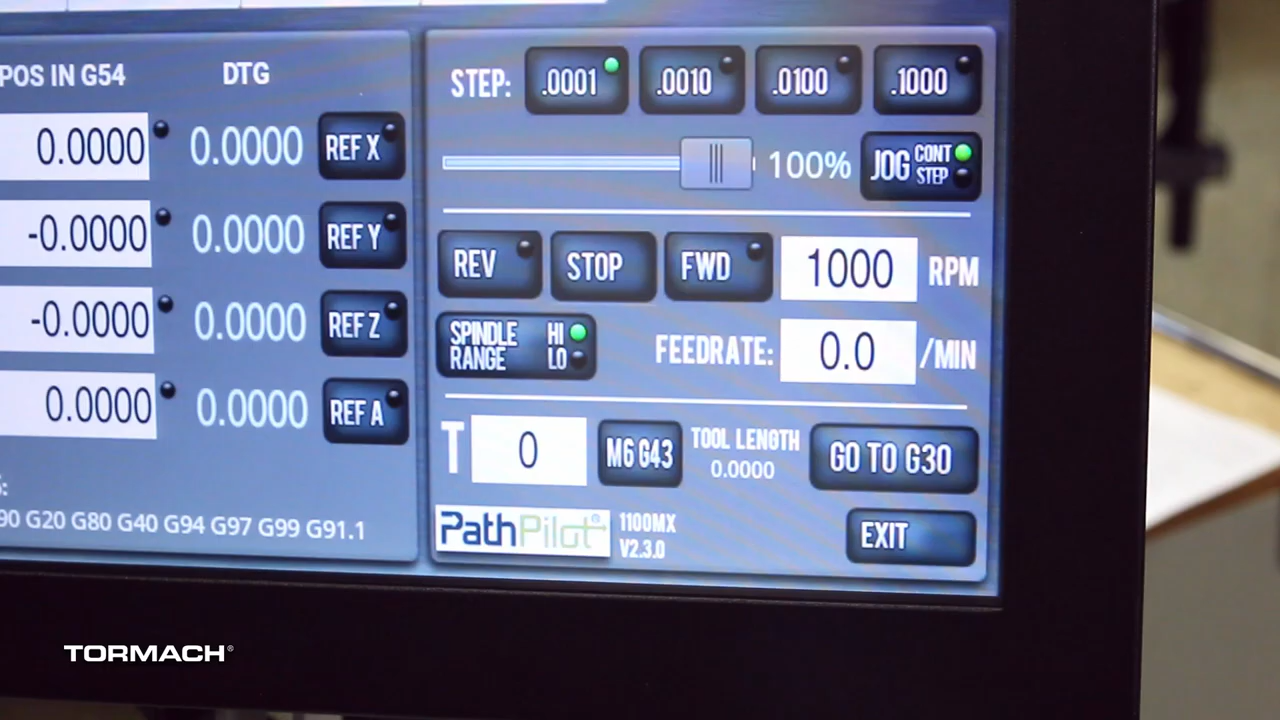 POS IN G54 DTG
0.0000 0.0000 REF X
-0.0000 0.0000 REF Y
-0.0000 0.0000 REF Z
0.0000 0.0000 REF A
90 G20 G80 G40 G94 G97 G99 G91.1
STEP: .0001 .0010 .0100 .1000
100% JOG CONT STEP
REV STOP FWD 1000 RPM
SPINDLE RANGE HI LO FEEDRATE: 0.0 /MIN
T 0 M6 G43 TOOL LENGTH 0.0000 GO TO G30
PathPilot® 1100MX
V2.3.0
EXIT
TORMACH®